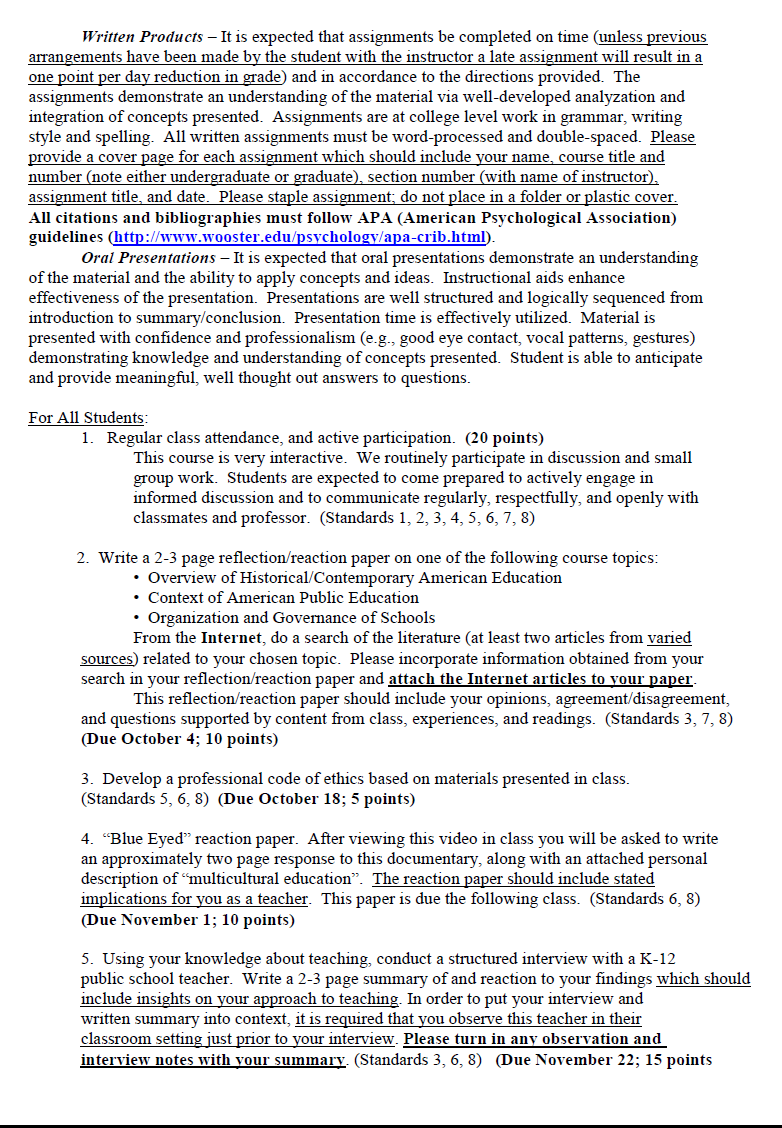 Written Products – It is expected that assignments be completed on time (unless previous
arrangements have been made by the student with the instructor a late assignment will result in a
one point per day reduction in grade) and in accordance to the directions provided.  The
assignments demonstrate an understanding of the material via well-developed analyzation and
integration of concepts presented.  Assignments are at college level work in grammar, writing
style and spelling.  All written assignments must be word-processed and double-spaced.  Please
provide a cover page for each assignment which should include your name, course title and
number (note either undergraduate or graduate), section number (with name of instructor),
assignment title, and date.  Please staple assignment; do not place in a folder or plastic cover.
All citations and bibliographies must follow APA (American Psychological Association)
guidelines (http://www.wooster.edu/psychology/apa-crib.html).
Oral Presentations – It is expected that oral presentations demonstrate an understanding
of the material and the ability to apply concepts and ideas.  Instructional aids enhance
effectiveness of the presentation.  Presentations are well structured and logically sequenced from
introduction to summary/conclusion.  Presentation time is effectively utilized.  Material is
presented with confidence and professionalism (e.g., good eye contact, vocal patterns, gestures)
demonstrating knowledge and understanding of concepts presented.  Student is able to anticipate
and provide meaningful, well thought out answers to questions.
For All Students:
1.  Regular class attendance, and active participation.  (20 points)
This course is very interactive.  We routinely participate in discussion and small
group work.  Students are expected to come prepared to actively engage in
informed discussion and to communicate regularly, respectfully, and openly with
classmates and professor.  (Standards 1, 2, 3, 4, 5, 6, 7, 8)
2.  Write a 2-3 page reflection/reaction paper on one of the following course topics:
• Overview of Historical/Contemporary American Education
• Context of American Public Education
• Organization and Governance of Schools
From the Internet, do a search of the literature (at least two articles from varied
sources) related to your chosen topic.  Please incorporate information obtained from your
search in your reflection/reaction paper and attach the Internet articles to your paper.
This reflection/reaction paper should include your opinions, agreement/disagreement,
and questions supported by content from class, experiences, and readings.  (Standards 3, 7, 8)
(Due October 4; 10 points)
3.  Develop a professional code of ethics based on materials presented in class.
(Standards 5, 6, 8)  (Due October 18; 5 points)
4.  “Blue Eyed” reaction paper.  After viewing this video in class you will be asked to write
an approximately two page response to this documentary, along with an attached personal
description of “multicultural education”.  The reaction paper should include stated
implications for you as a teacher.  This paper is due the following class.  (Standards 6, 8)
(Due November 1; 10 points)
5.  Using your knowledge about teaching, conduct a structured interview with a K-12
public school teacher.  Write a 2-3 page summary of and reaction to your findings which should
include insights on your approach to teaching. In order to put your interview and
written summary into context, it is required that you observe this teacher in their
classroom setting just prior to your interview.  Please turn in any observation and
interview notes with your summary. (Standards 3, 6, 8)   (Due November 22; 15 points